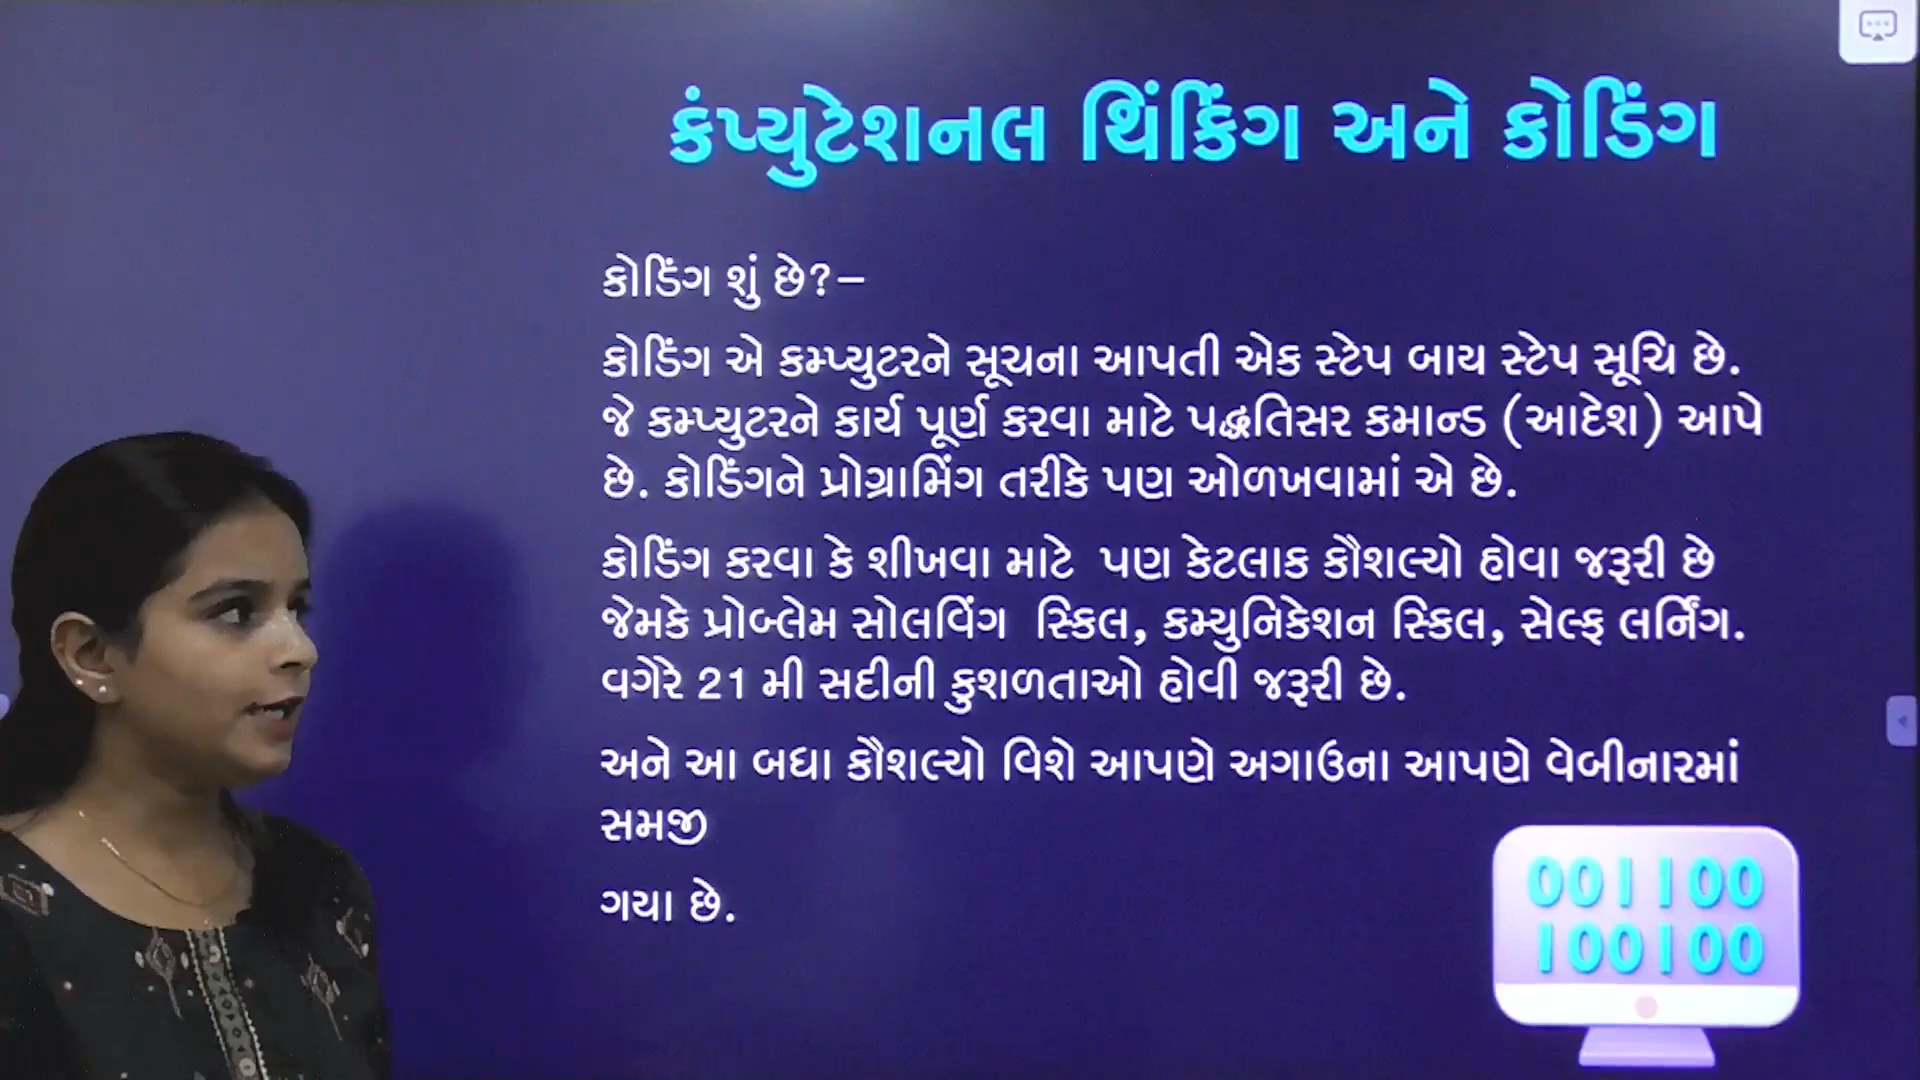 કંપ્યુટેશનલ થિંકિંગ અને કોડિંગ
કોડિંગ શું છે?–
કોડિંગ એ કમ્પ્યુટરને સૂચના આપતી એક સ્ટેપ બાય સ્ટેપ સૂચિ છે.
જે કમ્પ્યુટરને કાર્ય પૂર્ણ કરવા માટે પદ્ધતિસર કમાન્ડ (આદેશ) આપે
છે. કોડિંગને પ્રોગ્રામિંગ તરીકે પણ ઓળખવામાં એ છે.
કોડિંગ કરવા કે શીખવા માટે પણ કેટલાક કૌશલ્યો હોવા જરૂરી છે
જેમકે પ્રોબ્લેમ સોલવિંગ સ્કિલ, કમ્યુનિકેશન સ્કિલ, સેલ્ફ લર્નિંગ.
વગેરે 21 મી સદીની કુશળતાઓ હોવી જરૂરી છે.
અને આ બધા કૌશલ્યો વિશે આપણે અગાઉના આપણે વેબીનારમાં
સમજી
ગયા છે.
001100
100100